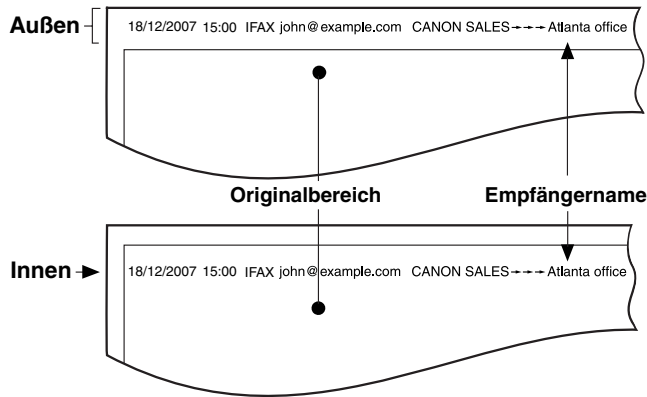 Außen
18/12/2007 15:00 IFAX john@example.com CANON SALES Atlanta office
Originalbereich Empfängername
Innen
18/12/2007 15:00 IFAX john@example.com CANON SALES Atlanta office